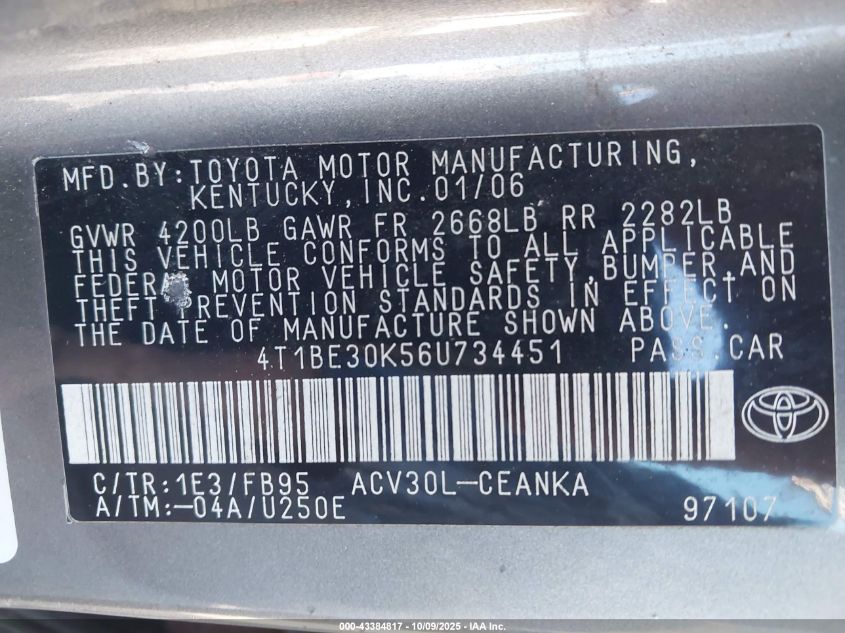 MFD.BY:TOYOTA MOTOR MANUFACTURING,
KENTUCKY,INC.01/06
GVWR 4200LB GAWR FR 2668LB RR 2282LB
THIS VEHICLE CONFORMS TO ALL APPLICABLE
MOTOR VEHICLE SAFETY,BUMPER,AND
THEFT PREVENTION STANDARDS IN EFFECT ON
THE DATE OF MANUFACTURE SHOWN ABOVE.
4T1BE30K56U734451 PASS.CAR
C/TR:1E3/FB95 ACV30L-CEANKA
A/TM:-04A/U250E 97107
000-43384817 - 10/09/2025 - IAA Inc.